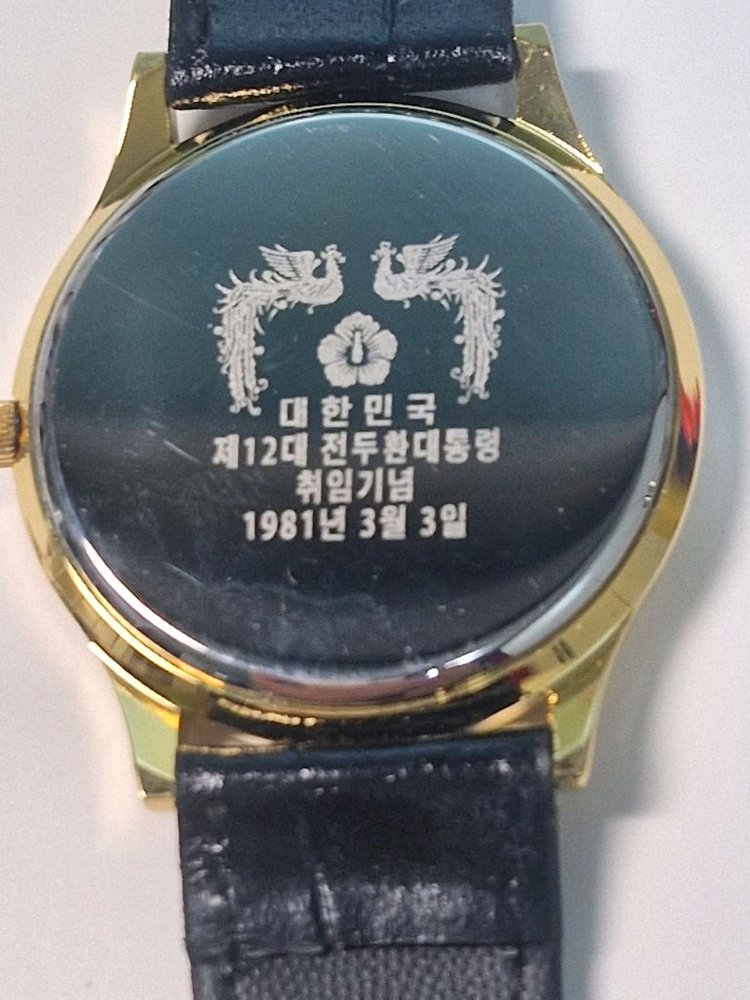 대한민국
제12대 전두환대통령
취임기념
1981년 3월 3일